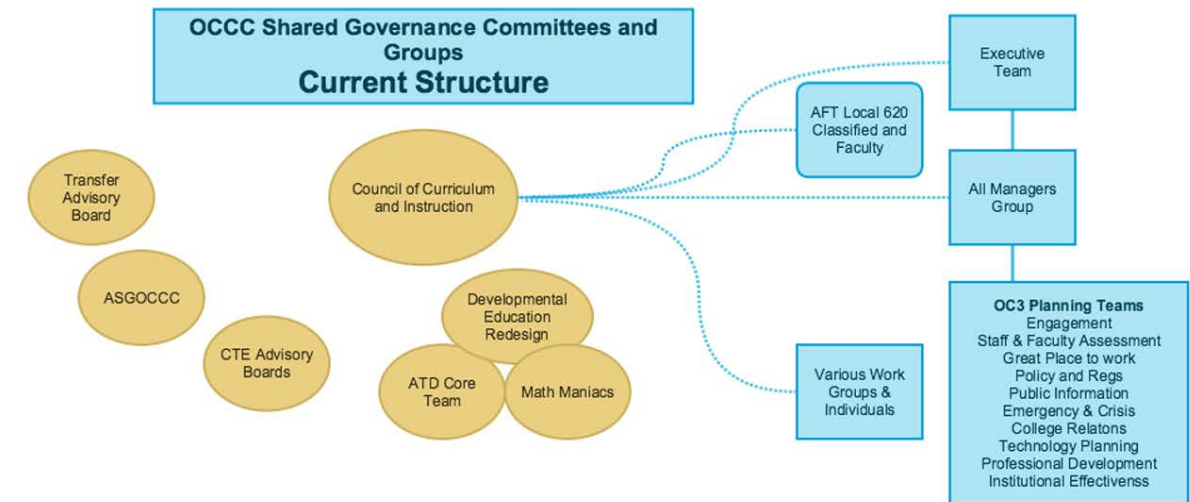 OCCC Shared Governance Committees and
Groups
Current Structure
Executive
Team
AFT Local 620
Classified and
Faculty
Transfer
Advisory
Board
Council of Curriculum
and Instruction
All Managers
Group
ASGOCCC
Developmental
Education
Redesign
CTE Advisory
Boards
ATD Core
Team
Math Maniacs
Various Work
Groups &
Individuals
OC3 Planning Teams
Engagement
Staff & Faculty Assessment
Great Place to work
Policy and Regs
Public Information
Emergency & Crisis
College Relatons
Technology Planning
Professional Development
Institutional Effectivenss